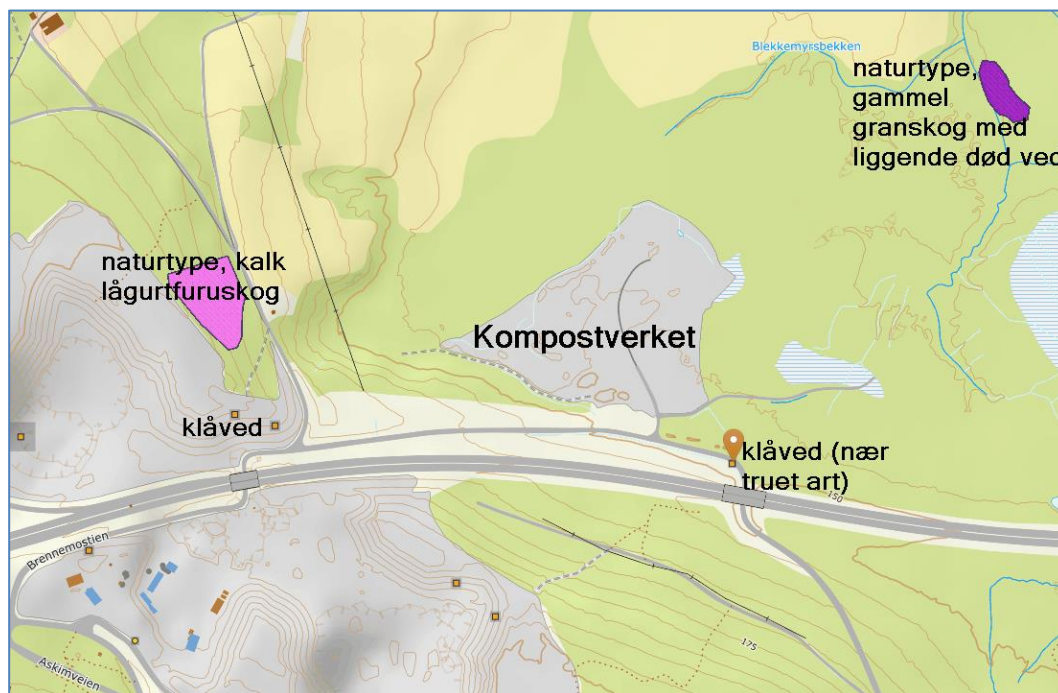 Blekkemyrsbekken
naturtype,
gammel
granskog med
liggende død ved
naturtype, kalk
lågurtfuruskog
Kompostverket
klåved
klåved (nær
truet art)
150
Brennemostien
175
Askimveien